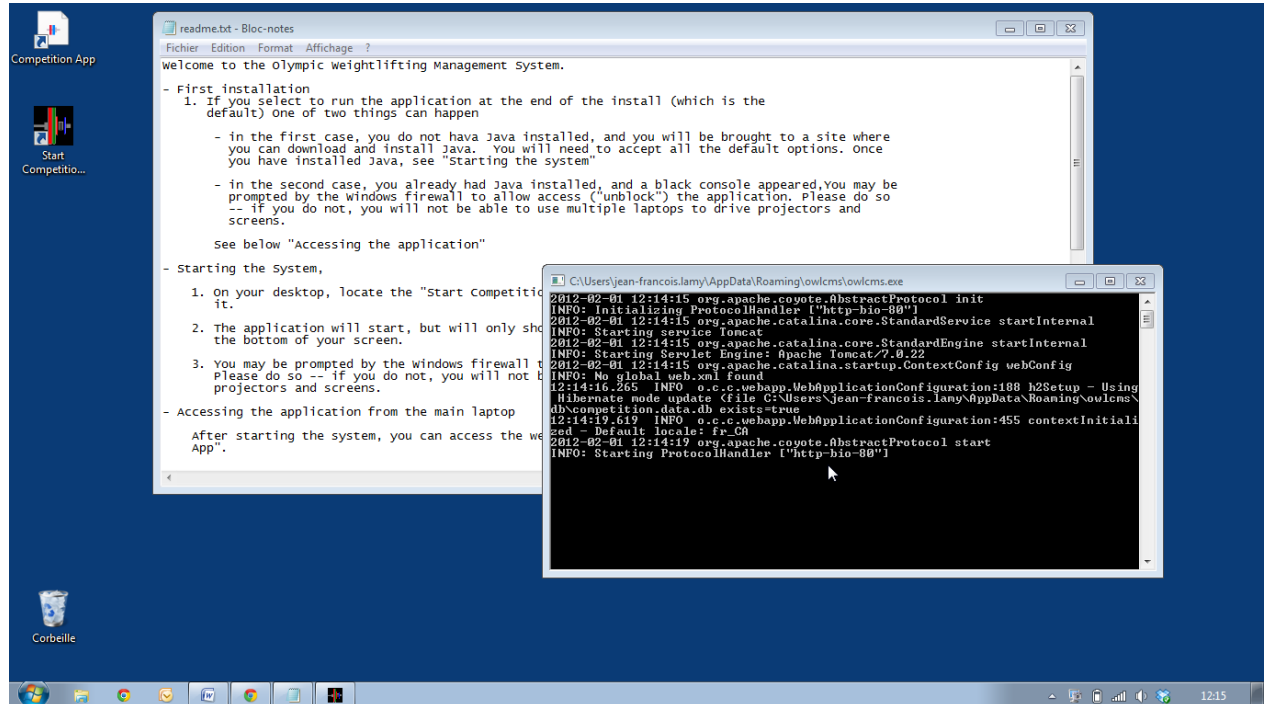 Competition App
Start
Competitio...
Corbeille
readme.txt - Bloc-notes
Fichier Edition Format Affichage ?
Welcome to the Olympic Weightlifting Management System.
- First installation
1. If you select to run the application at the end of the install (which is the
default) One of two things can happen
- in the first case, you do not hava Java installed, and you will be brought to a site where
you can download and install Java. You will need to accept all the default options. Once
you have installed Java, see "Starting the system"
- in the second case, you already had Java installed, and a black console appeared,You may be
prompted by the Windows firewall to allow access ("unblock") the application. Please do so
-- if you do not, you will not be able to use multiple laptops to drive projectors and
screens.
See below "Accessing the application"
- Starting the System,
1. On your desktop, locate the "Start Competitio
it.
2. The application will start, but will only sho
the bottom of your screen.
3. You may be prompted by the Windows firewall t
Please do so -- if you do not, you will not b
projectors and screens.
- Accessing the application from the main laptop
After starting the system, you can access the we
App".
C:\Users\jean-francois.lamy\AppData\Roaming\owlcms\owlcms.exe
2012-02-01 12:14:15 org.apache.coyote.AbstractProtocol init
INFO: Initializing ProtocolHandler ["http-bio-80"]
2012-02-01 12:14:15 org.apache.catalina.core.StandardService startInternal
INFO: Starting service Tomcat
2012-02-01 12:14:15 org.apache.catalina.core.StandardEngine startInternal
INFO: Starting Servlet Engine: Apache Tomcat/7.0.22
2012-02-01 12:14:15 org.apache.catalina.startup.ContextConfig webConfig
INFO: No global web.xml found
12:14:16.265 INFO o.c.c.webapp.WebApplicationConfiguration:188 h2Setup - Using
Hibernate mode update (file C:\Users\jean-francois.lamy\AppData\Roaming\owlcms\
db\competition.data.db exists=true
12:14:19.619 INFO o.c.c.webapp.WebApplicationConfiguration:455 contextInitiali
zed - Default locale: fr_CA
2012-02-01 12:14:19 org.apache.coyote.AbstractProtocol start
INFO: Starting ProtocolHandler ["http-bio-80"]
12:15